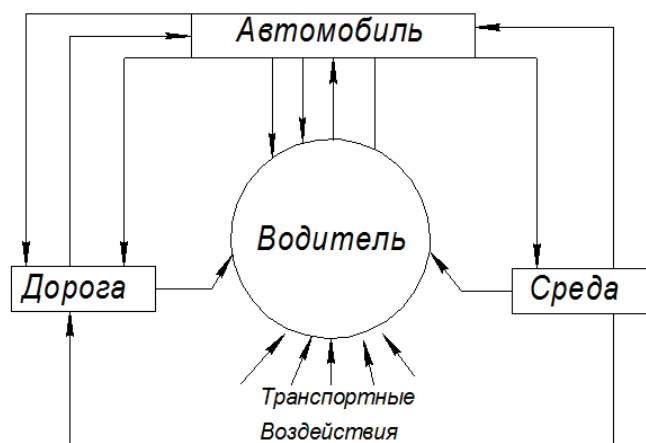 Автомобиль
Водитель
Дорога
Среда
Транспортные
Воздействия